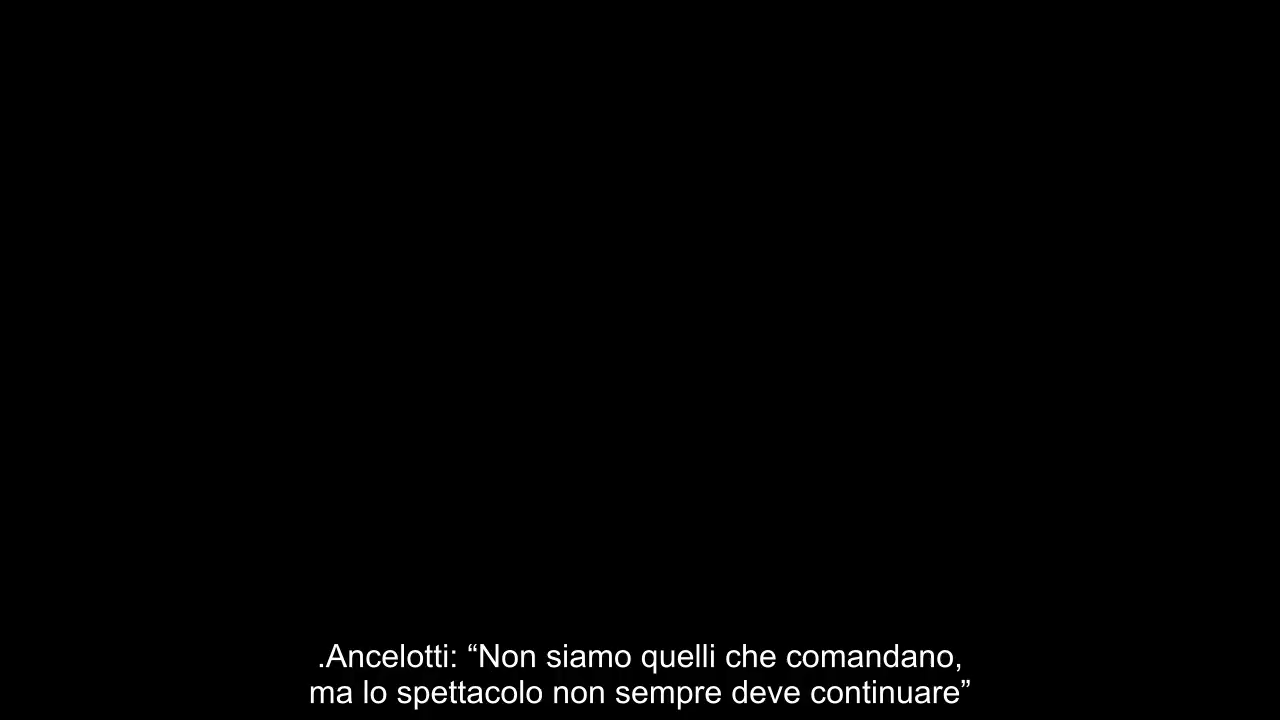 .Ancelotti: “Non siamo quelli che comandano,
ma lo spettacolo non sempre deve continuare”